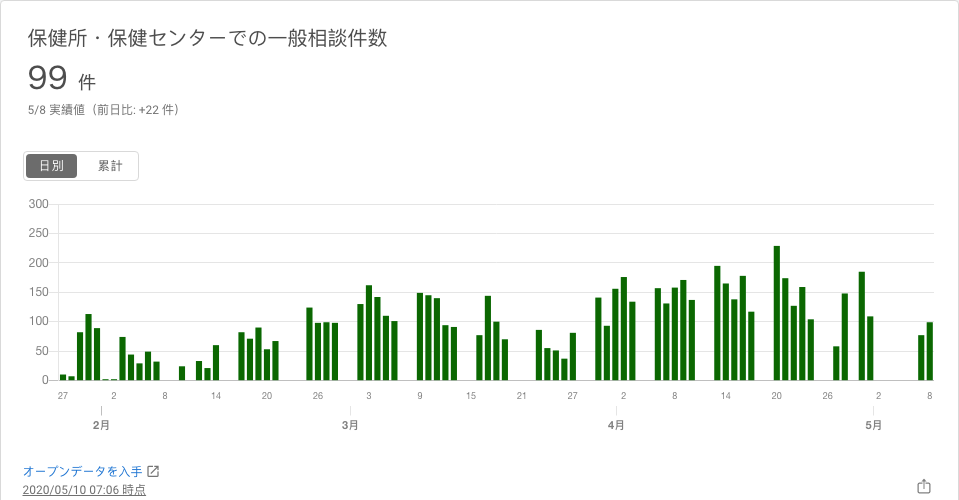 保健所・保健センターでの一般相談件数
99 件
5/8 実績値（前日比: +22 件）
日別 累計
300
250
200
150
100
50
0
27 2 8 14 20 26 3 9 15 21 27 2 8 14 20 26 2 8
2月 3月 4月 5月
オープンデータを入手
2020/05/10 07:06 時点